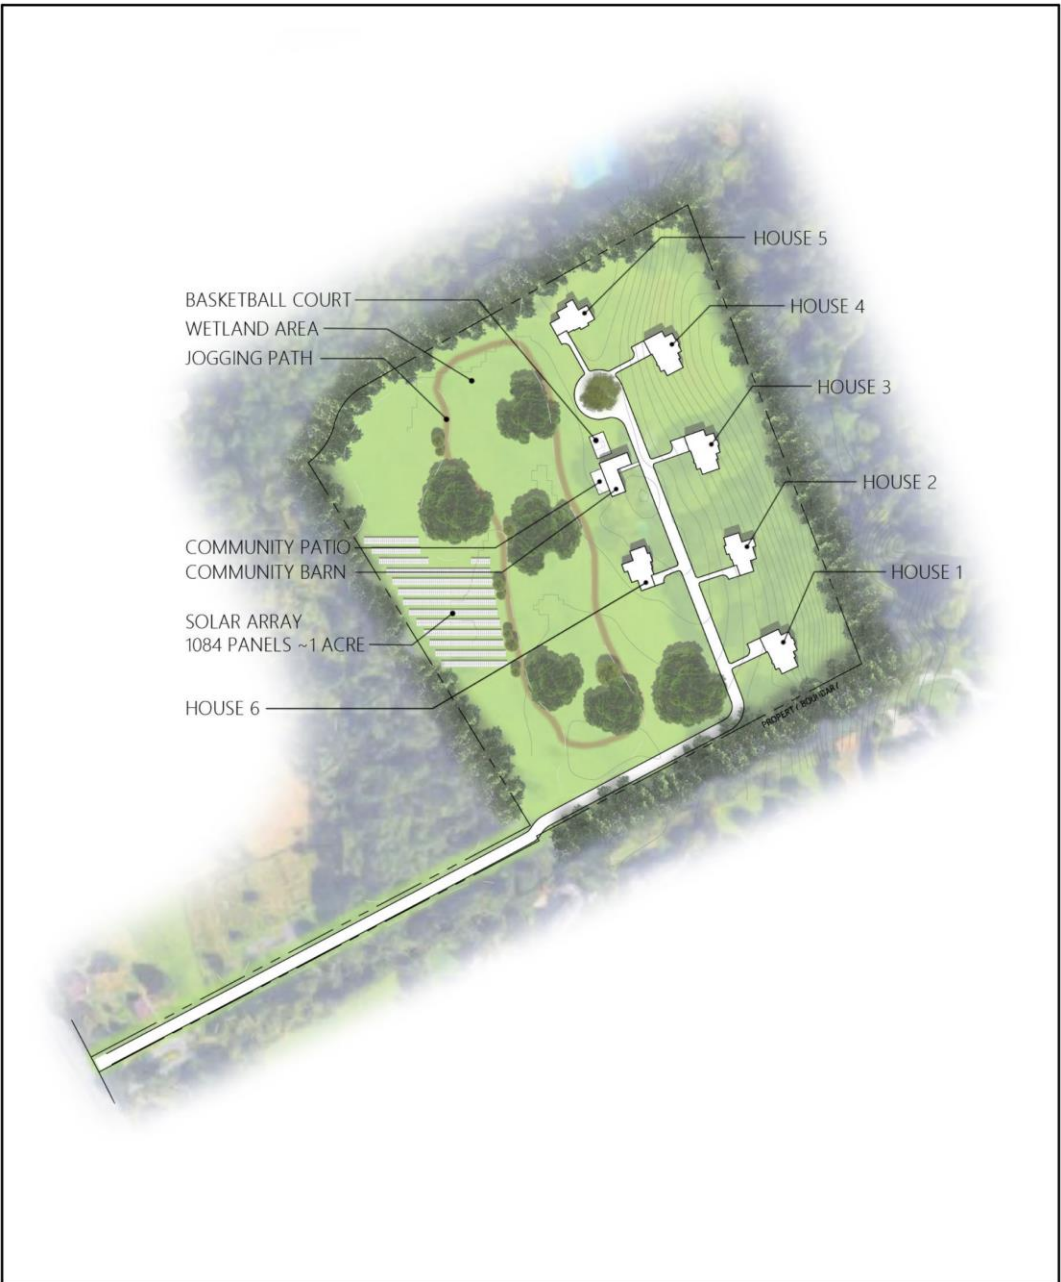 HOUSE 5
BASKETBALL COURT
HOUSE 4
WETLAND AREA
JOGGING PATH
HOUSE 3
HOUSE 2
COMMUNITY PATIO
COMMUNITY BARN
HOUSE 1
SOLAR ARRAY
1084 PANELS ~1 ACRE
HOUSE 6
PROPERTY BOUNDARY